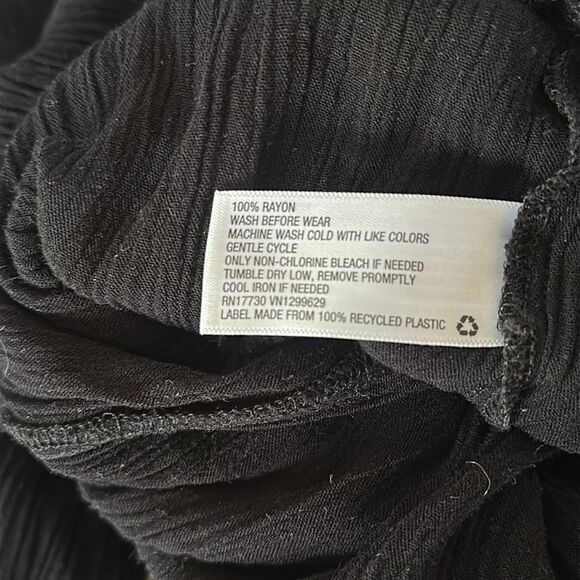 100% RAYON
WASH BEFORE WEAR
MACHINE WASH COLD WITH LIKE COLORS
GENTLE CYCLE
ONLY NON-CHLORINE BLEACH IF NEEDED
TUMBLE DRY LOW, REMOVE PROMPTLY
COOL IRON IF NEEDED
RN17730 VN1299629
LABEL MADE FROM 100% RECYCLED PLASTIC